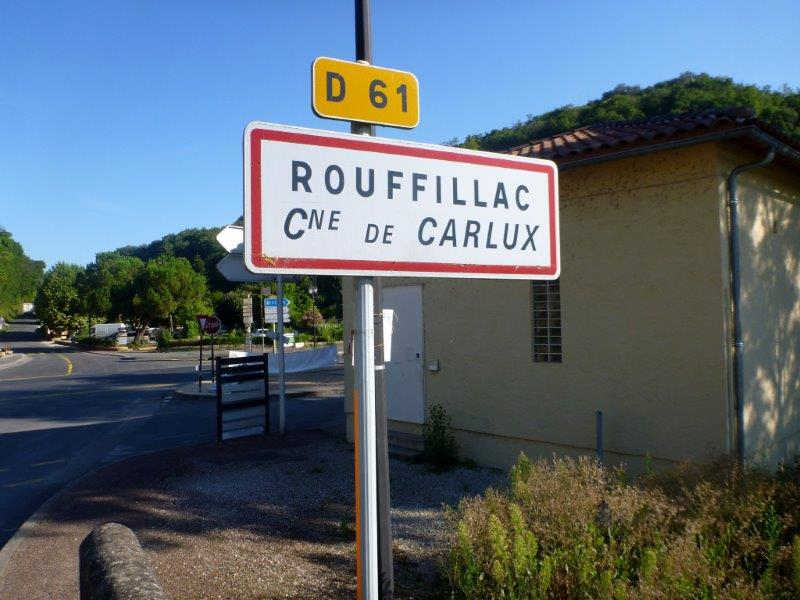 D 61
ROUFFILLAC
CNE DE CARLUX